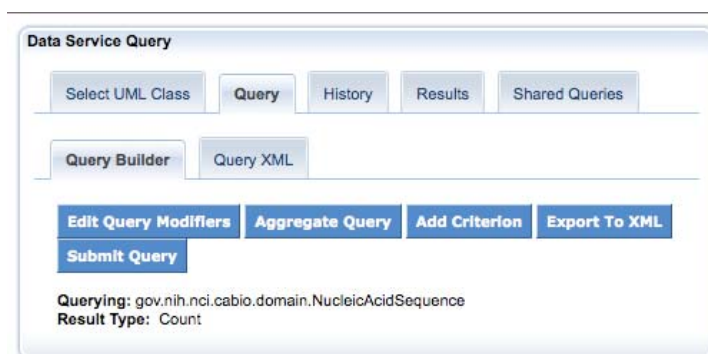 Data Service Query
Select UML Class Query History Results Shared Queries
Query Builder Query XML
Edit Query Modifiers Aggregate Query Add Criterion Export To XML
Submit Query
Querying: gov.nih.nci.cabio.domain.NucleicAcidSequence
Result Type: Count